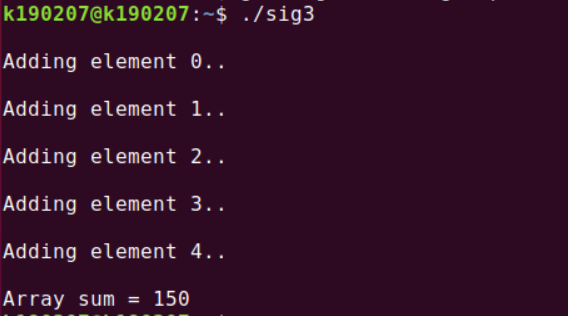 k190207@k190207:~$ ./sig3
Adding element 0..
Adding element 1..
Adding element 2..
Adding element 3..
Adding element 4..
Array sum = 150